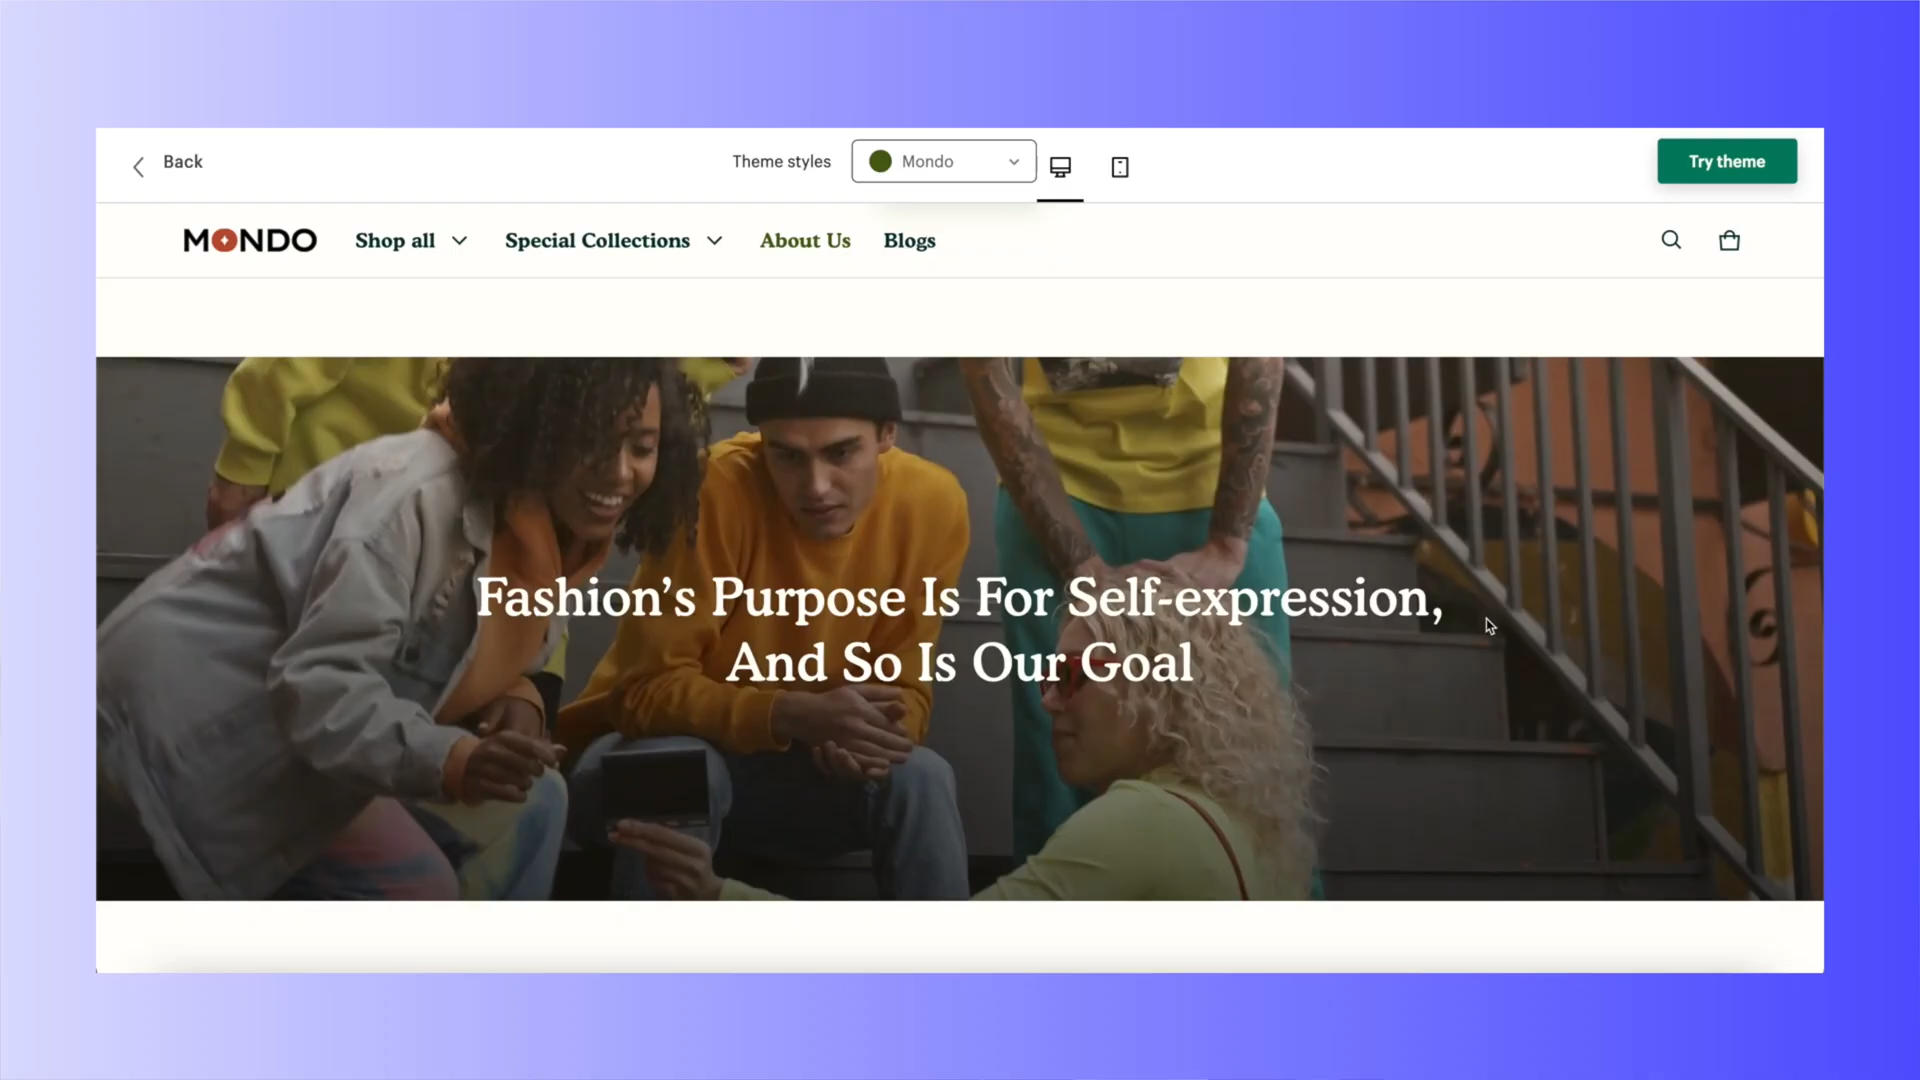 Back
Theme styles
Mondo
Try theme
MONDO
Shop all
Special Collections
About Us
Blogs
Fashion’s Purpose Is For Self-expression,
And So Is Our Goal